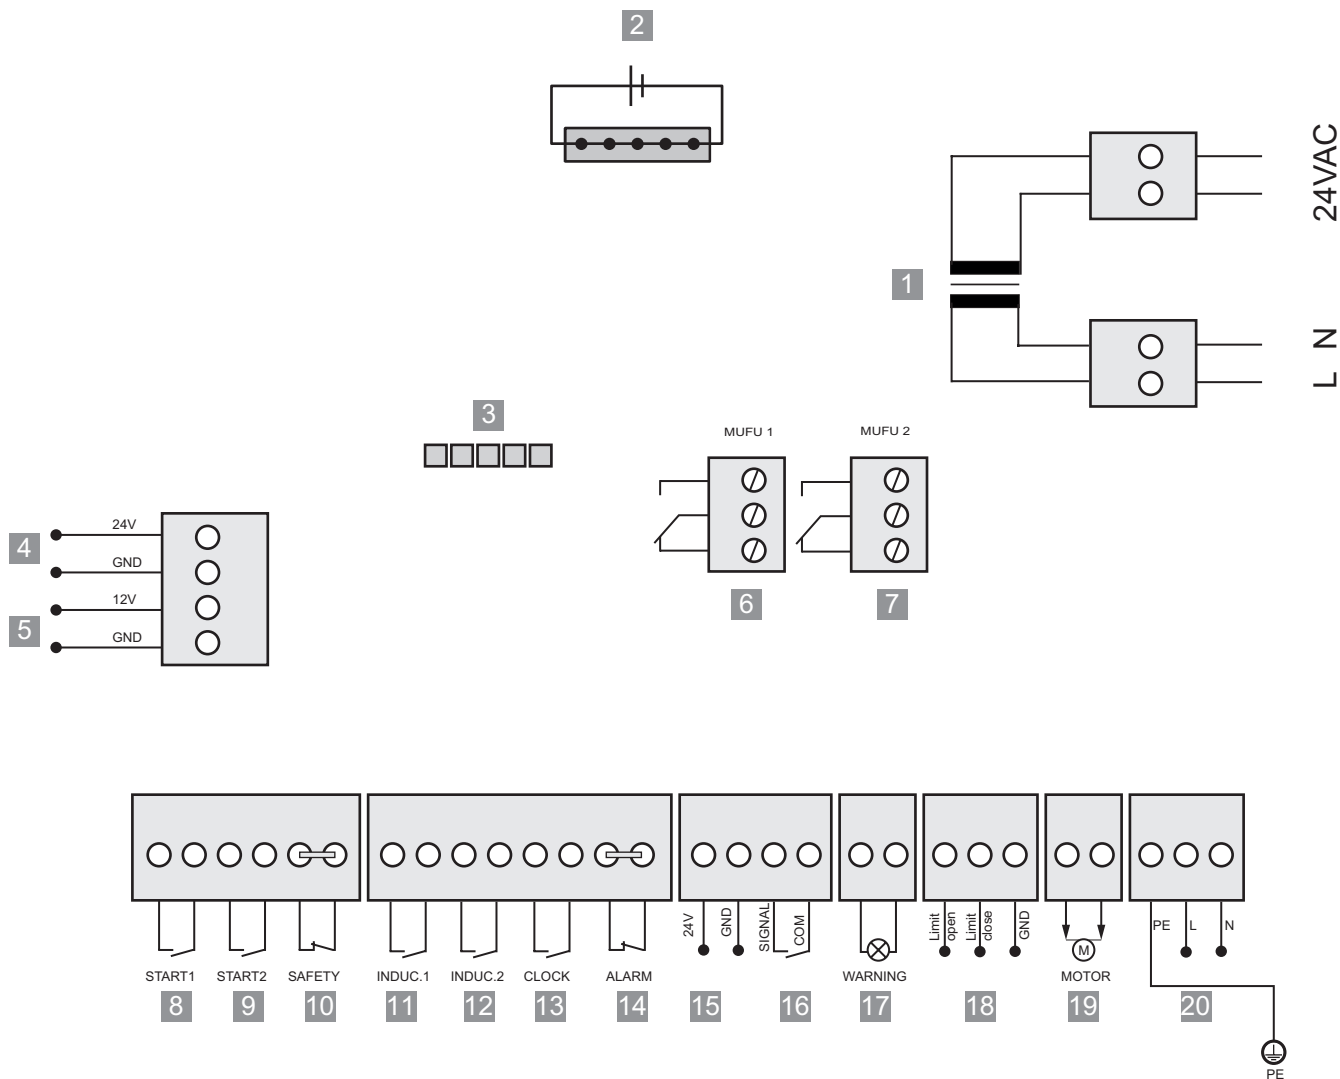 2
24VAC
1
L N
3
MUFU 1
MUFU 2
24V
4
GND
12V
5
GND
6
7
SIGNAL
COM
24V
GND
Limit open
Limit close
GND
PE
L
N
START1
START2
SAFETY
INDUC.1
INDUC.2
CLOCK
ALARM
WARNING
M
MOTOR
8
9
10
11
12
13
14
15
16
17
18
19
20
PE